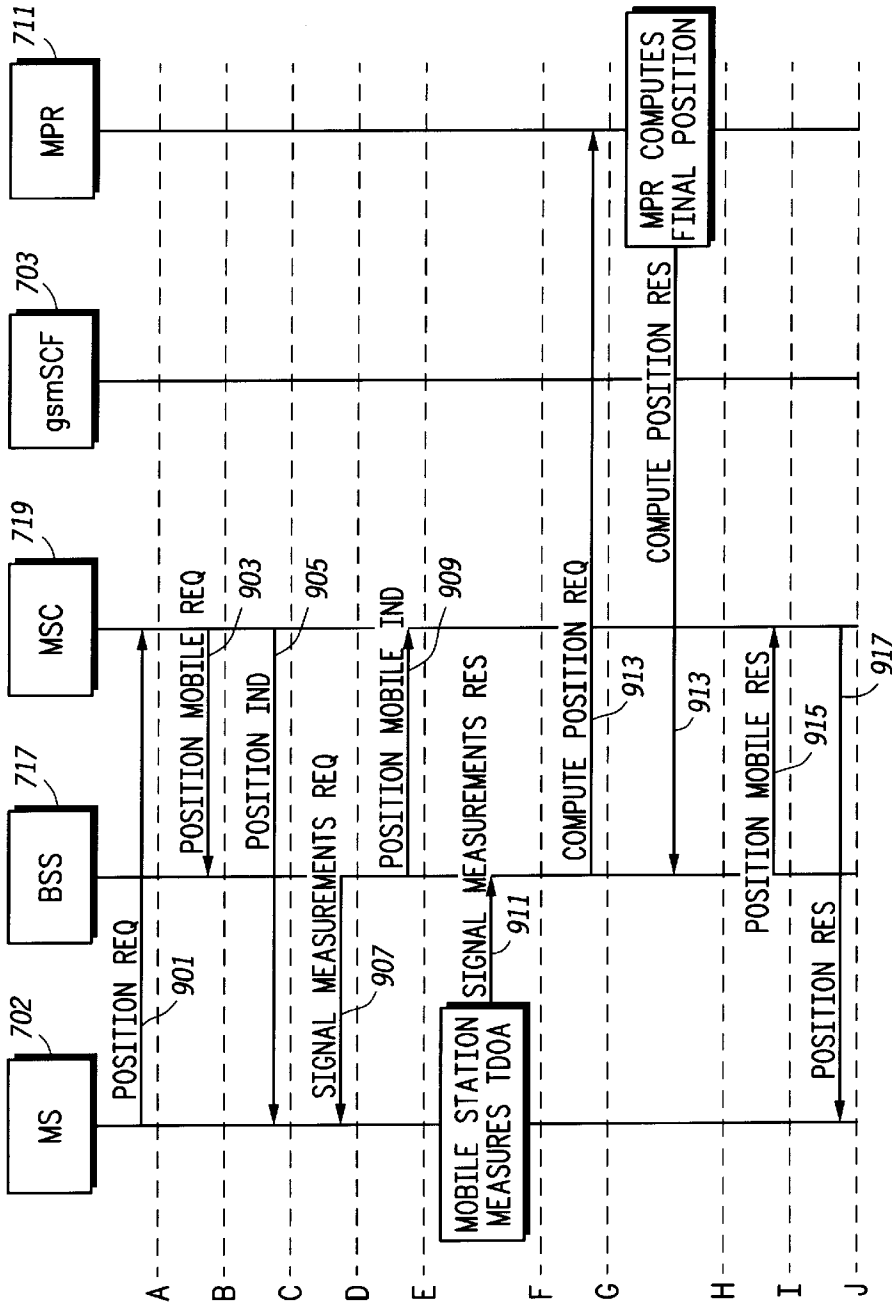 MS
702
BSS
717
MSC
719
gsmSCF
703
MPR
711
A
POSITION REQ
901
B
POSITION MOBILE REQ
903
C
POSITION IND
905
D
SIGNAL MEASUREMENTS REQ
907
E
POSITION MOBILE IND
909
MOBILE STATION
MEASURES TDOA
SIGNAL MEASUREMENTS RES
911
F
G
COMPUTE POSITION REQ
913
MPR COMPUTES
FINAL POSITION
COMPUTE POSITION RES
913
H
I
POSITION MOBILE RES
915
J
POSITION RES
917